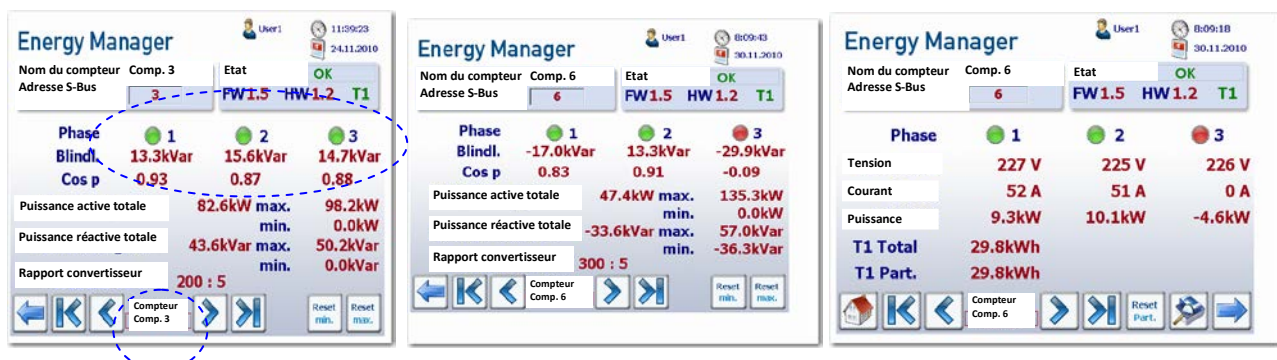 Energy Manager
User1
11:39:23
24.11.2010
Nom du compteur Comp. 3 Etat OK
Adresse S-Bus 3 FW1.5 HW1.2 T1
Phase 1 2 3
Blindl. 13.3kVar 15.6kVar 14.7kVar
Cos p 0.93 0.87 0.88
Puissance active totale 82.6kW max. 98.2kW
min. 0.0kW
Puissance réactive totale 43.6kVar max. 50.2kVar
min. 0.0kVar
Rapport convertisseur 200 : 5
Compteur
Comp. 3
Reset min.
Reset max.
Energy Manager
User1
8:09:43
30.11.2010
Nom du compteur Comp. 6 Etat OK
Adresse S-Bus 6 FW1.5 HW1.2 T1
Phase 1 2 3
Blindl. -17.0kVar 13.3kVar -29.9kVar
Cos p 0.83 0.91 -0.09
Puissance active totale 47.4kW max. 135.3kW
min. 0.0kW
Puissance réactive totale -33.6kVar max. 57.0kVar
min. -36.3kVar
Rapport convertisseur 300 : 5
Compteur
Comp. 6
Reset min.
Reset max.
Energy Manager
User1
8:09:18
30.11.2010
Nom du compteur Comp. 6 Etat OK
Adresse S-Bus 6 FW1.5 HW1.2 T1
Phase 1 2 3
Tension 227 V 225 V 226 V
Courant 52 A 51 A 0 A
Puissance 9.3kW 10.1kW -4.6kW
T1 Total 29.8kWh
T1 Part. 29.8kWh
Compteur
Comp. 6
Reset Part.